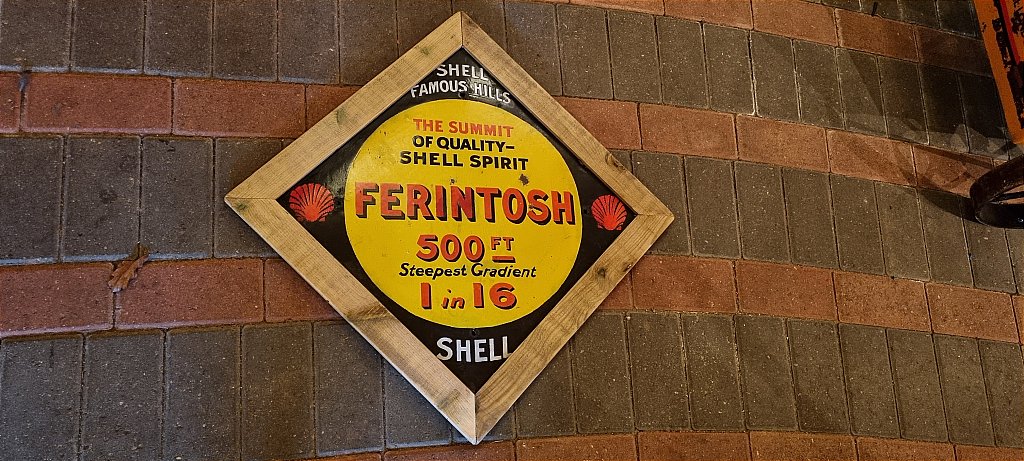 SHELL
FAMOUS HILLS
THE SUMMIT
OF QUALITY-
SHELL SPIRIT
FERINTOSH
500 FT
Steepest Gradient
1 in 16
SHELL